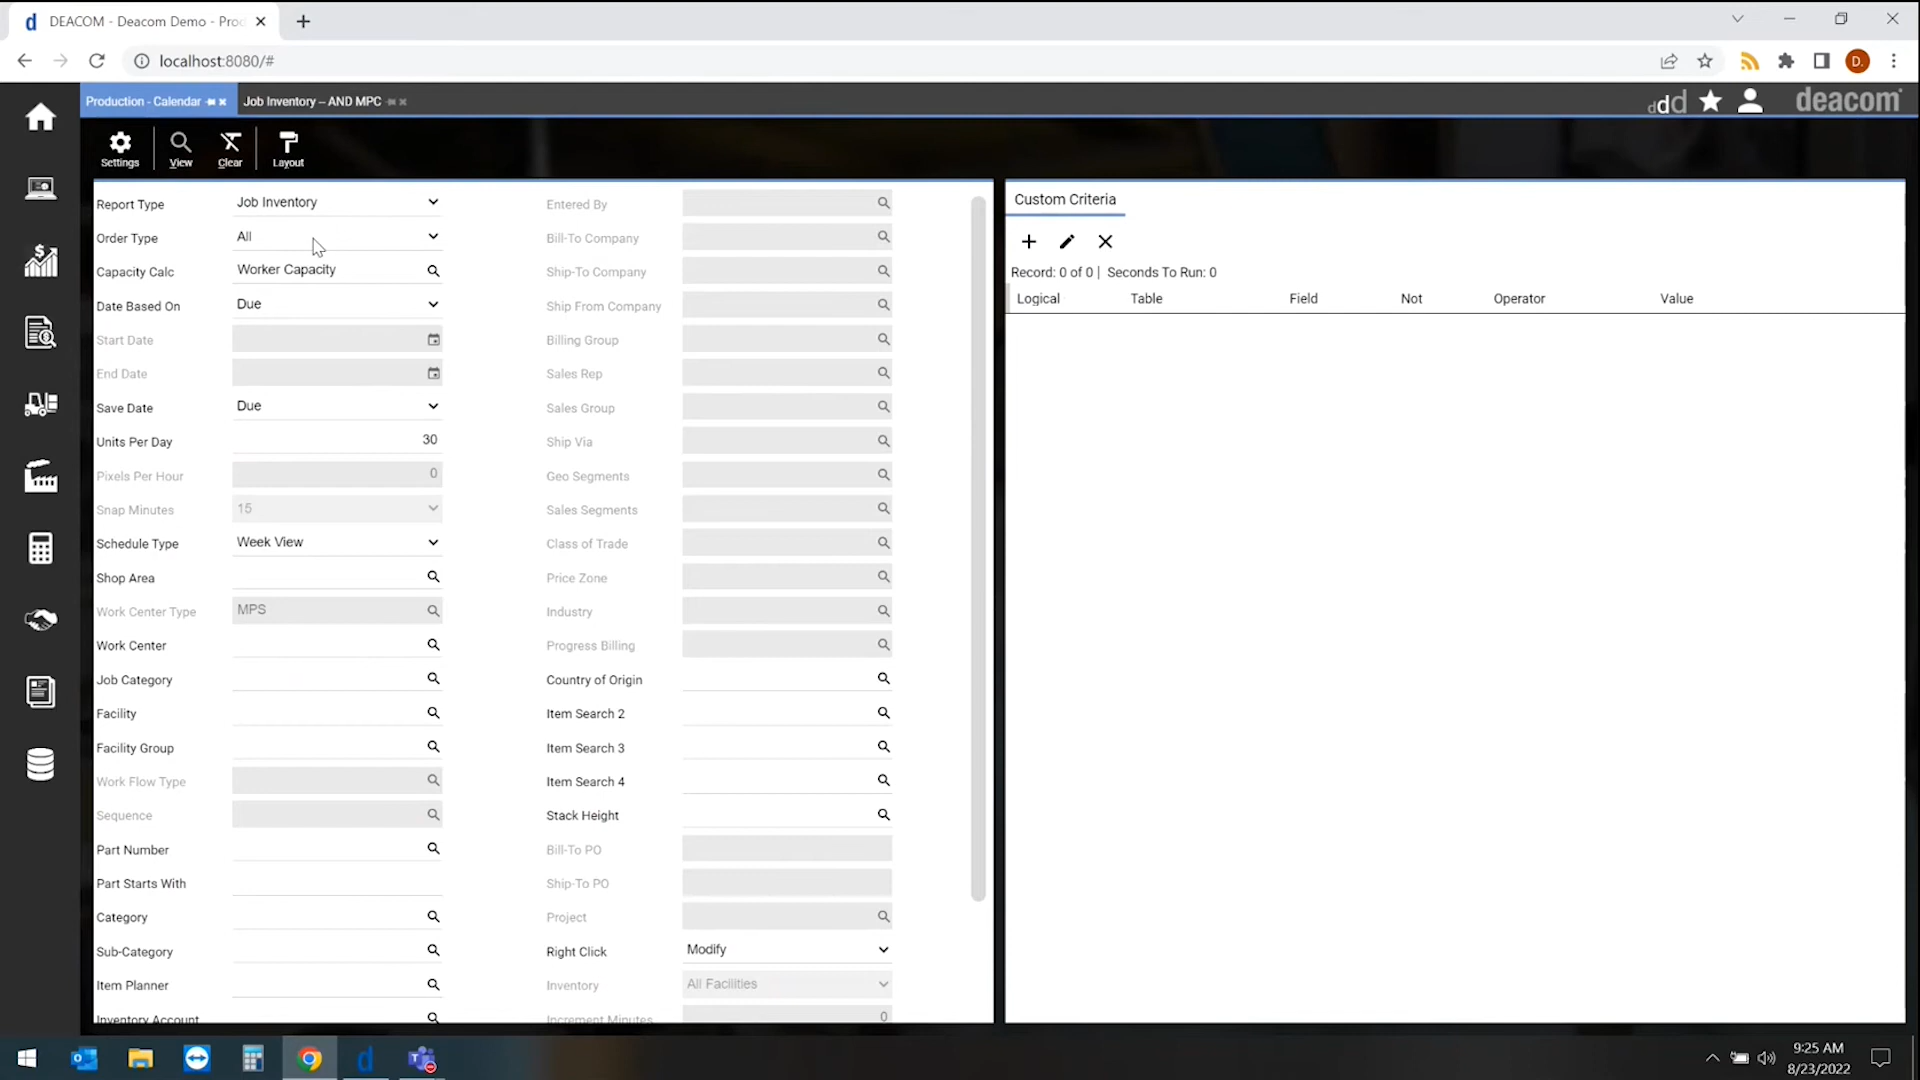 DEACOM - Deacom Demo - Prod
localhost:8080/#
D.
Production - Calendar
Job Inventory – AND MPC
ddd
deacom
Settings
View
Clear
Layout
Report Type
Job Inventory
Order Type
All
Capacity Calc
Worker Capacity
Date Based On
Due
Start Date
End Date
Save Date
Due
Units Per Day
30
Pixels Per Hour
0
Snap Minutes
15
Schedule Type
Week View
Shop Area
Work Center Type
MPS
Work Center
Job Category
Facility
Facility Group
Work Flow Type
Sequence
Part Number
Part Starts With
Category
Sub-Category
Item Planner
Inventory Account
Entered By
Bill-To Company
Ship-To Company
Ship From Company
Billing Group
Sales Rep
Sales Group
Ship Via
Geo Segments
Sales Segments
Class of Trade
Price Zone
Industry
Progress Billing
Country of Origin
Item Search 2
Item Search 3
Item Search 4
Stack Height
Bill-To PO
Ship-To PO
Project
Right Click
Modify
Inventory
All Facilities
Increment Minutes
0
Custom Criteria
Record: 0 of 0 | Seconds To Run: 0
Logical Table Field Not Operator Value
9:25 AM
8/23/2022